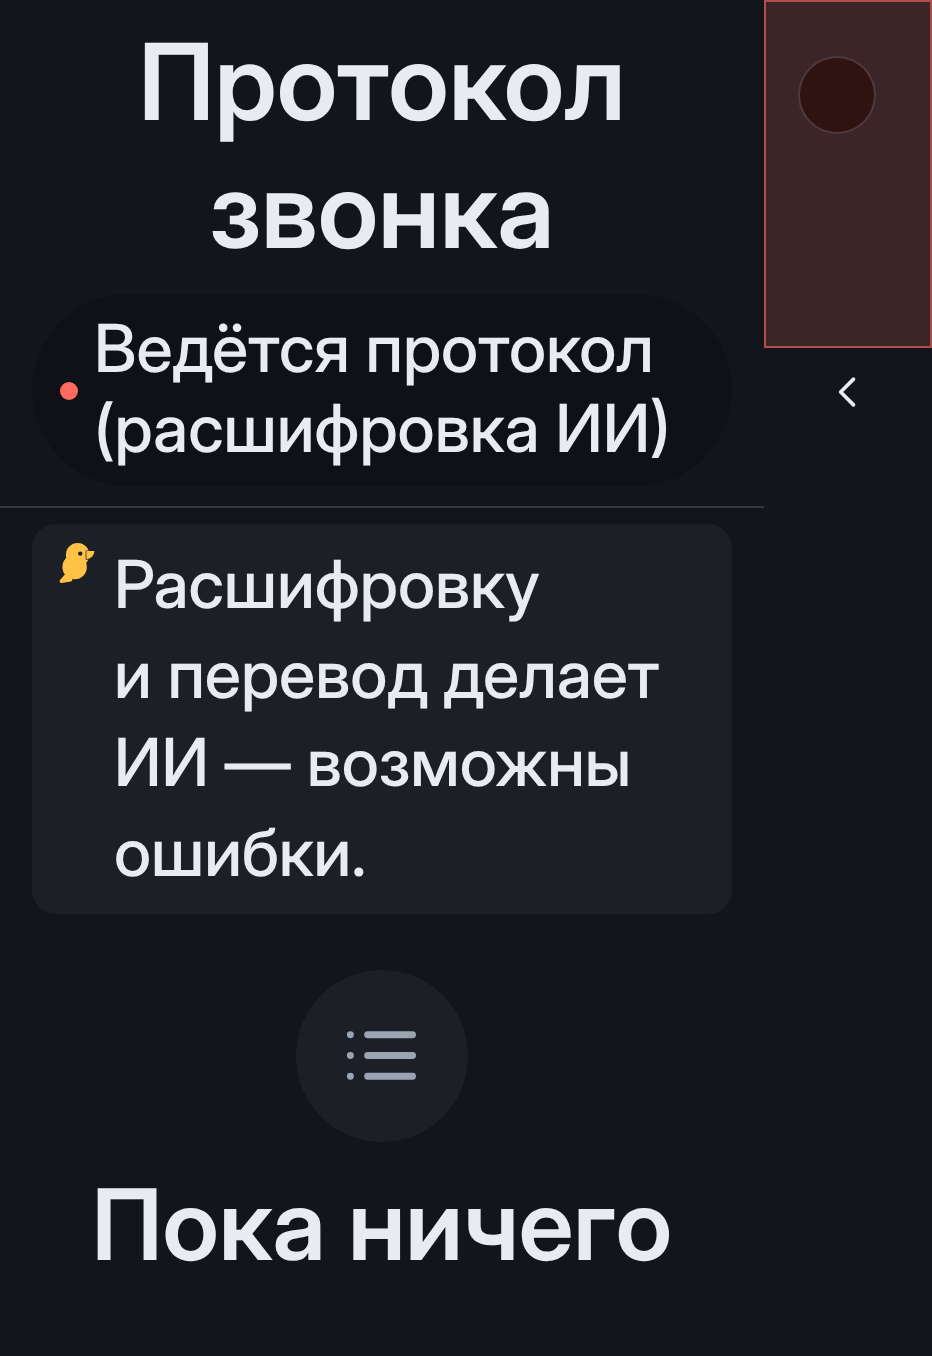 Протокол
звонка
Ведётся протокол
(расшифровка ИИ)
Расшифровку
и перевод делает
ИИ — возможны
ошибки.
Пока ничего